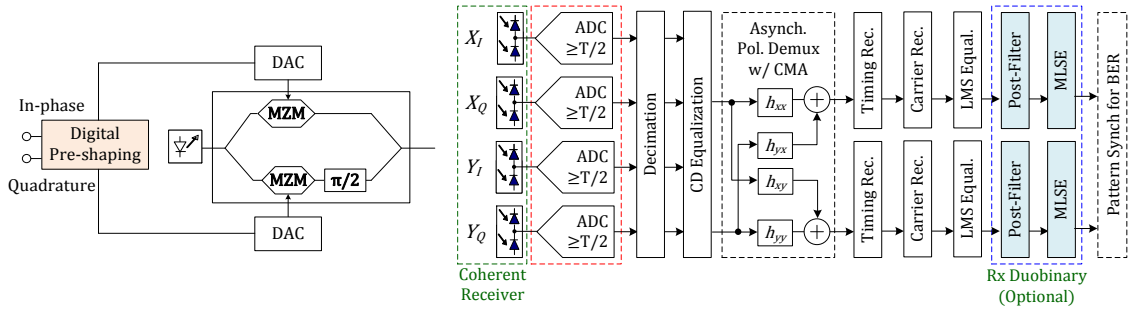 In-phase
Digital
Pre-shaping
Quadrature
DAC
MZM
MZM
π/2
DAC
X_I
X_Q
Y_I
Y_Q
Coherent
Receiver
ADC
≥T/2
ADC
≥T/2
ADC
≥T/2
ADC
≥T/2
Decimation
CD Equalization
Asynch.
Pol. Demux
w/ CMA
h_xx
h_yx
h_xy
h_yy
+
+
Timing Rec.
Carrier Rec.
LMS Equal.
Post-Filter
MLSE
Timing Rec.
Carrier Rec.
LMS Equal.
Post-Filter
MLSE
Rx Duobinary
(Optional)
Pattern Synch for BER